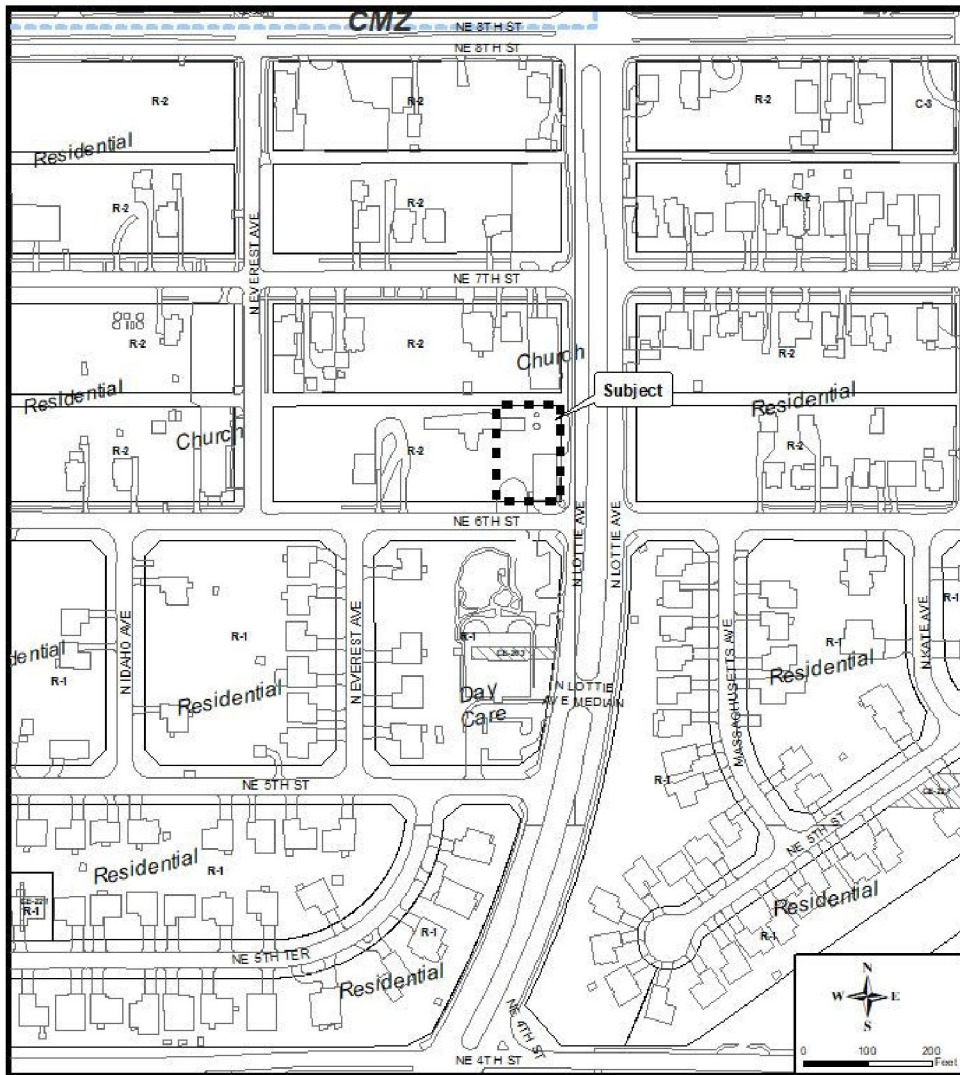 CMZ
NE 8TH ST
NE 8TH ST
R-2
R-2
R-2
C-3
Residential
R-2
R-2
R-2
N EVEREST AVE
NE 7TH ST
R-2
R-2
Church
R-2
Subject
Residential
Residential
Church
R-2
R-2
R-2
NE 6TH ST
N LOTTIE AVE
N LOTTIE AVE
N IDAHO AVE
R-1
N EVEREST AVE
R-1
MASSACHUSETTS AVE
R-1
N KATE AVE
R-1
dential
R-1
Residential
Day
Care
N LOTTIE
AVE MEDIAN
Residential
R-1
NE 5TH ST
NE 5TH ST
Residential
R-1
R-1
Residential
R-1
R-1
NE 5TH TER
Residential
NE 4TH ST
NE 4TH ST
N
W E
S
0 100 200
Feet